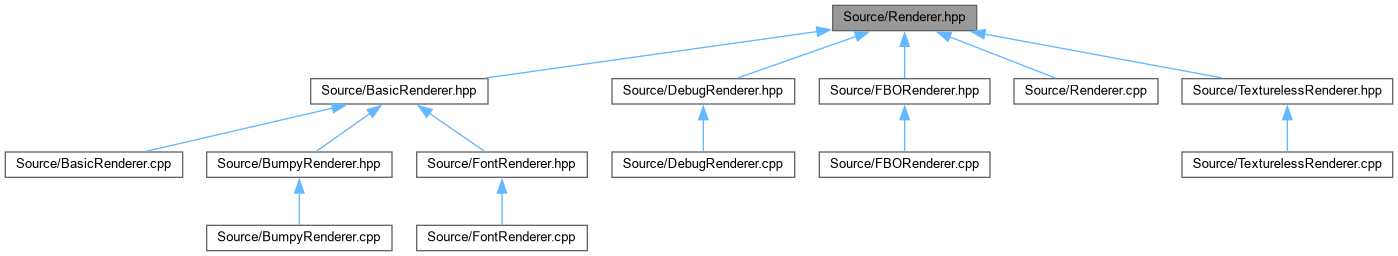 Source/Renderer.hpp
Source/BasicRenderer.hpp
Source/DebugRenderer.hpp
Source/FBORenderer.hpp
Source/Renderer.cpp
Source/TexturelessRenderer.hpp
Source/BasicRenderer.cpp
Source/BumpyRenderer.hpp
Source/FontRenderer.hpp
Source/DebugRenderer.cpp
Source/FBORenderer.cpp
Source/TexturelessRenderer.cpp
Source/BumpyRenderer.cpp
Source/FontRenderer.cpp